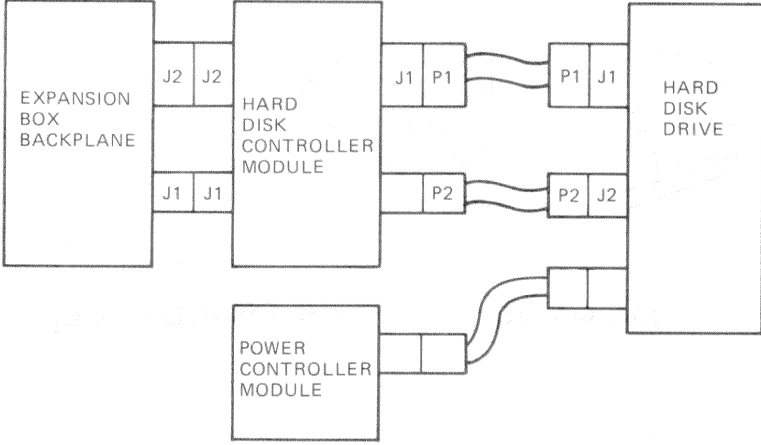 EXPANSION
BOX
BACKPLANE
J2 J2
J1 J1
HARD
DISK
CONTROLLER
MODULE
J1 P1
P2
P1 J1
P2 J2
HARD
DISK
DRIVE
POWER
CONTROLLER
MODULE